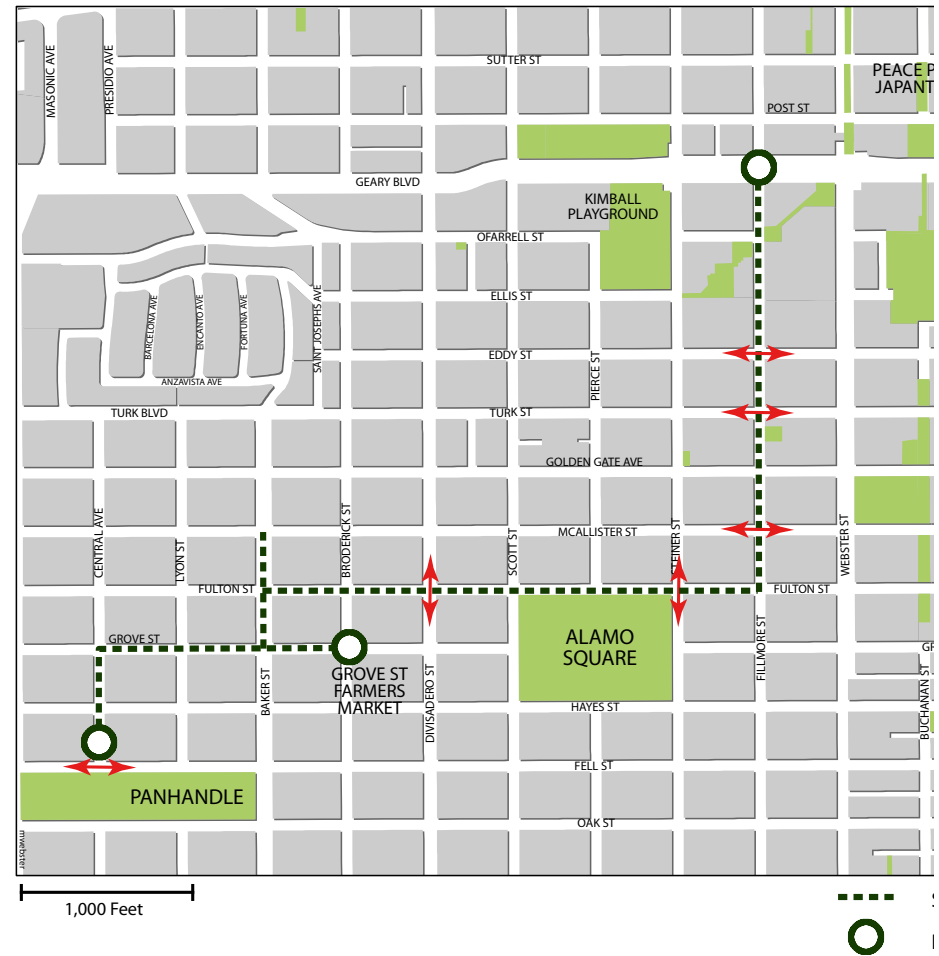 MASONIC AVE
PRESIDIO AVE
SUTTER ST
PEACE P
JAPANT
POST ST
GEARY BLVD
KIMBALL
PLAYGROUND
OFARRELL ST
ELLIS ST
BARCELONA AVE
ENCANTO AVE
FORTUNA AVE
SAINT JOSEPHS AVE
EDDY ST
PIERCE ST
ANZAVISTA AVE
TURK BLVD
TURK ST
GOLDEN GATE AVE
CENTRAL AVE
LYON ST
BRODERICK ST
SCOTT ST
MCALLISTER ST
STEINER ST
WEBSTER ST
FULTON ST
FULTON ST
GROVE ST
ALAMO
SQUARE
FILLMORE ST
GR
BAKER ST
GROVE ST
FARMERS
MARKET
DIVISADERO ST
HAYES ST
BUCHANAN ST
FELL ST
PANHANDLE
OAK ST
mwebster
1,000 Feet